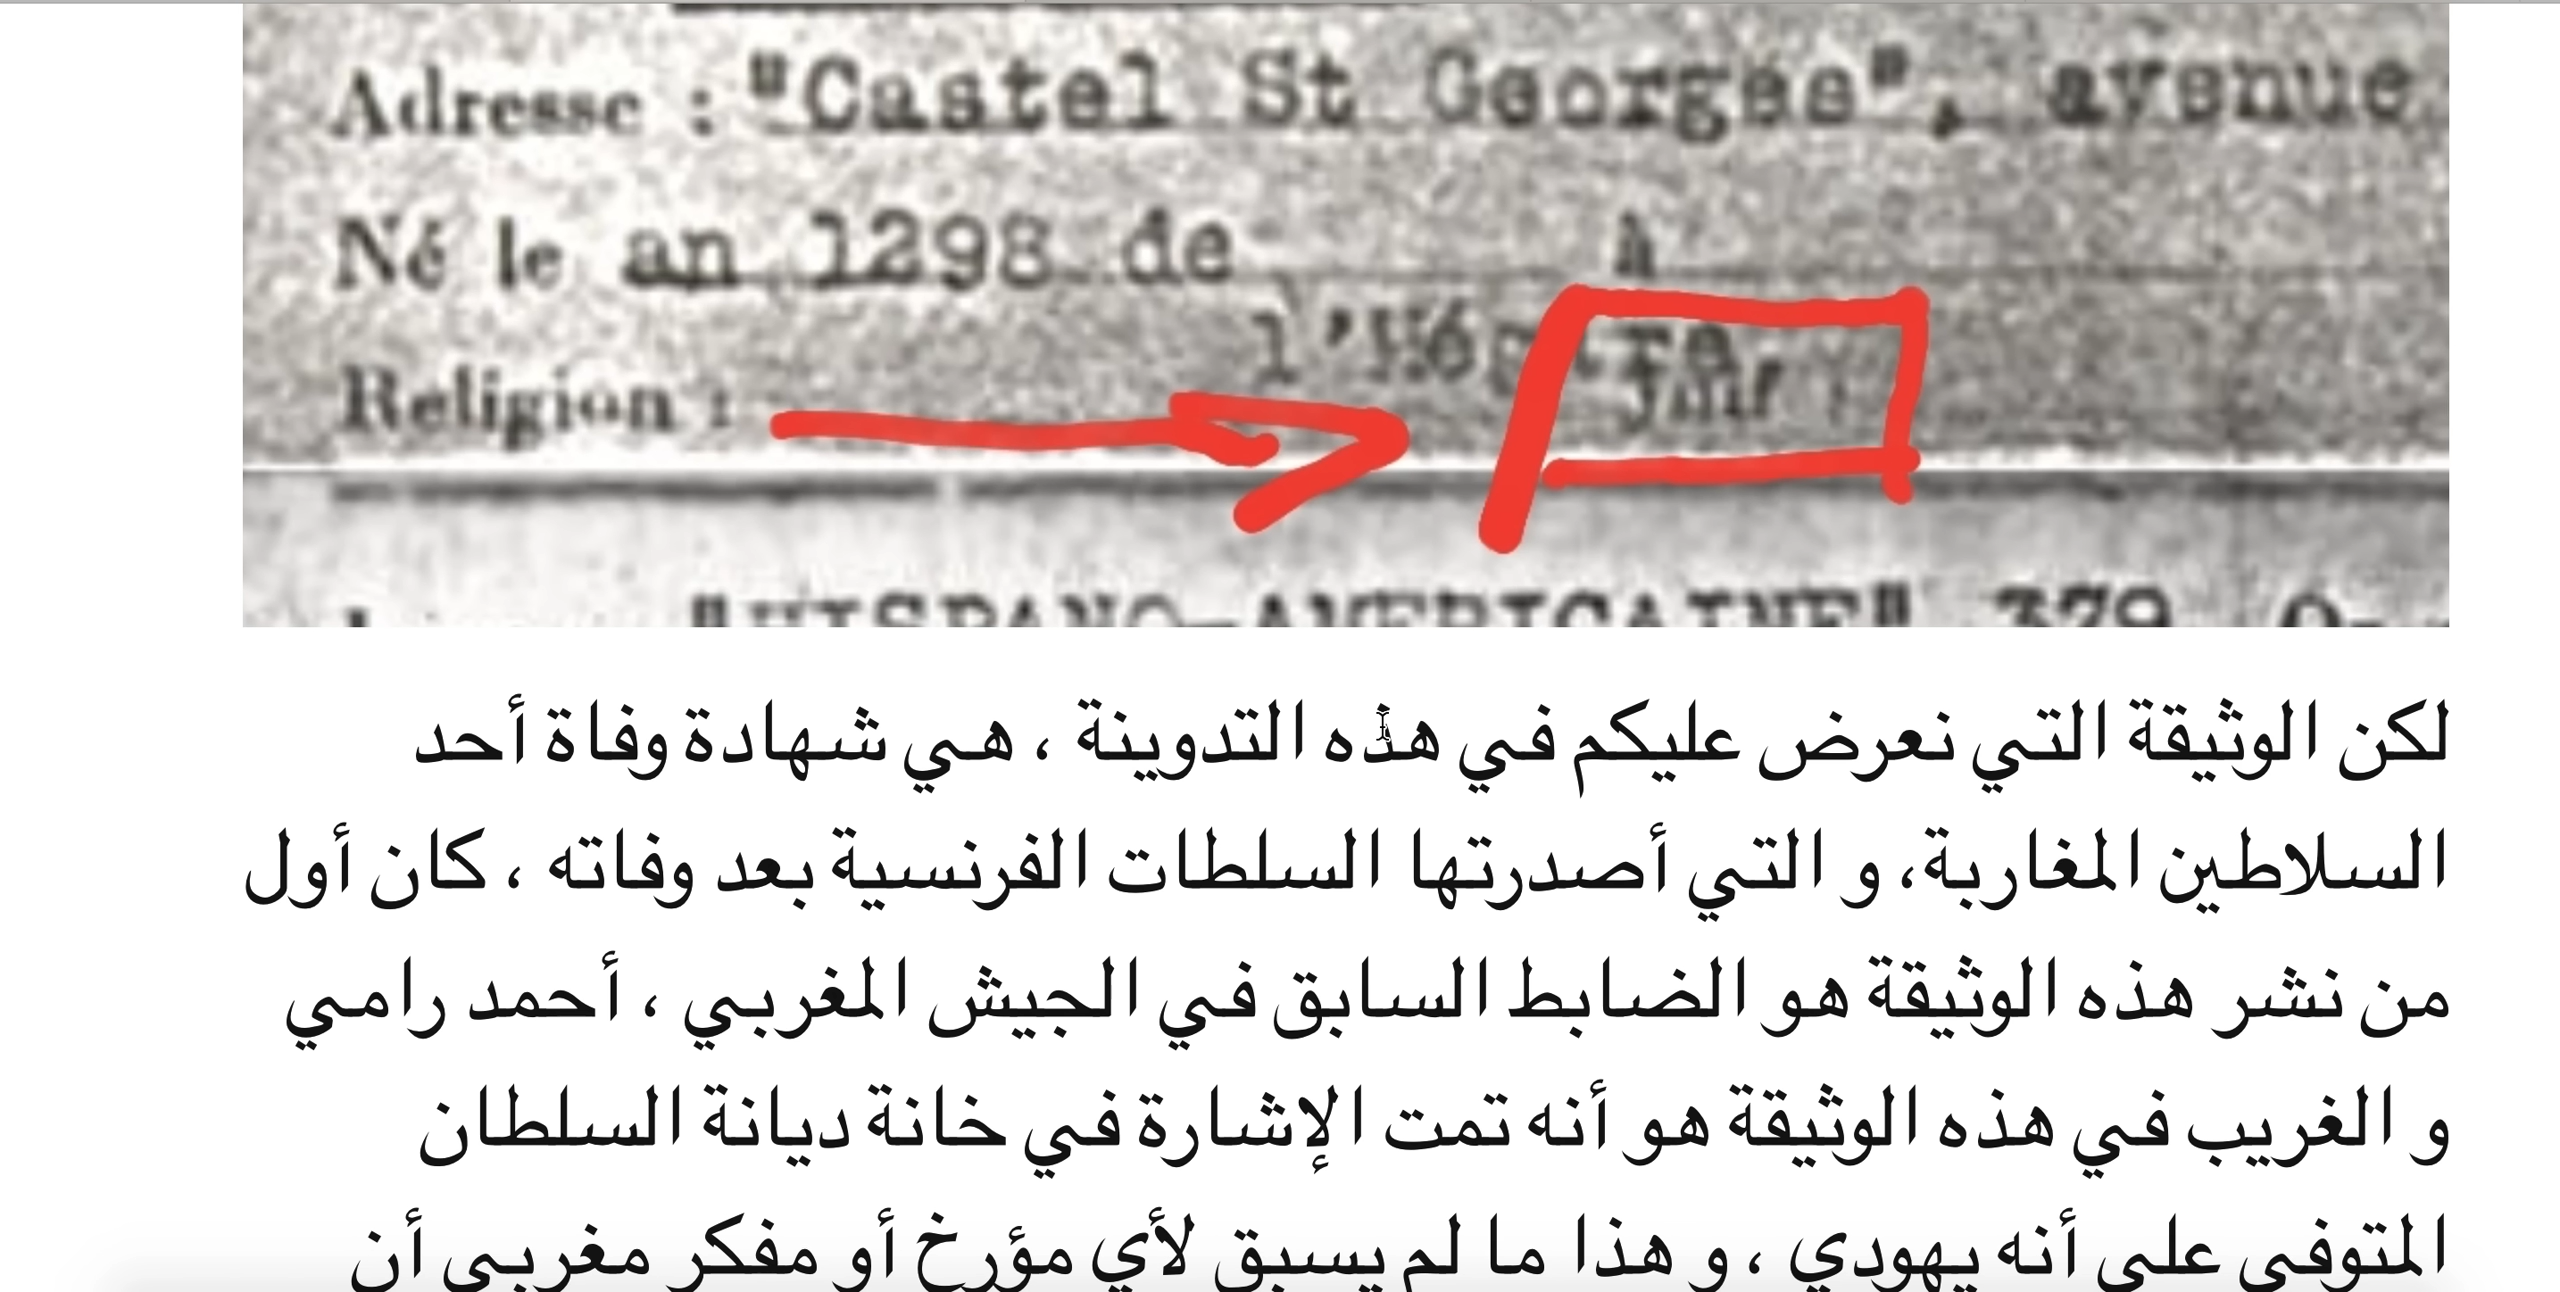 Adresse : "Castel St Georges", avenue
Né le an 1298 de à
l'Hégire,
Religion :
"HISPANO-AMERICAINE" 379
لكن الوثيقة التي نعرض عليكم في هذه التدوينة ، هي شهادة وفاة أحد
السلاطين المغاربة، و التي أصدرتها السلطات الفرنسية بعد وفاته ، كان أول
من نشر هذه الوثيقة هو الضابط السابق في الجيش المغربي ، أحمد رامي
و الغريب في هذه الوثيقة هو أنه تمت الإشارة في خانة ديانة السلطان
المتوفي على أنه يهودي ، و هذا ما لم يسبق لأي مؤرخ أو مفكر مغربي أن